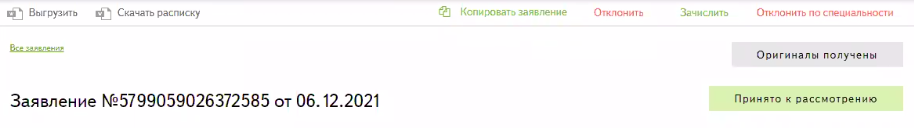 Выгрузить Скачать расписку Копировать заявление Отклонить Зачислить Отклонить по специальности
Все заявления
Оригиналы получены
Заявление №5799059026372585 от 06.12.2021
Принято к рассмотрению